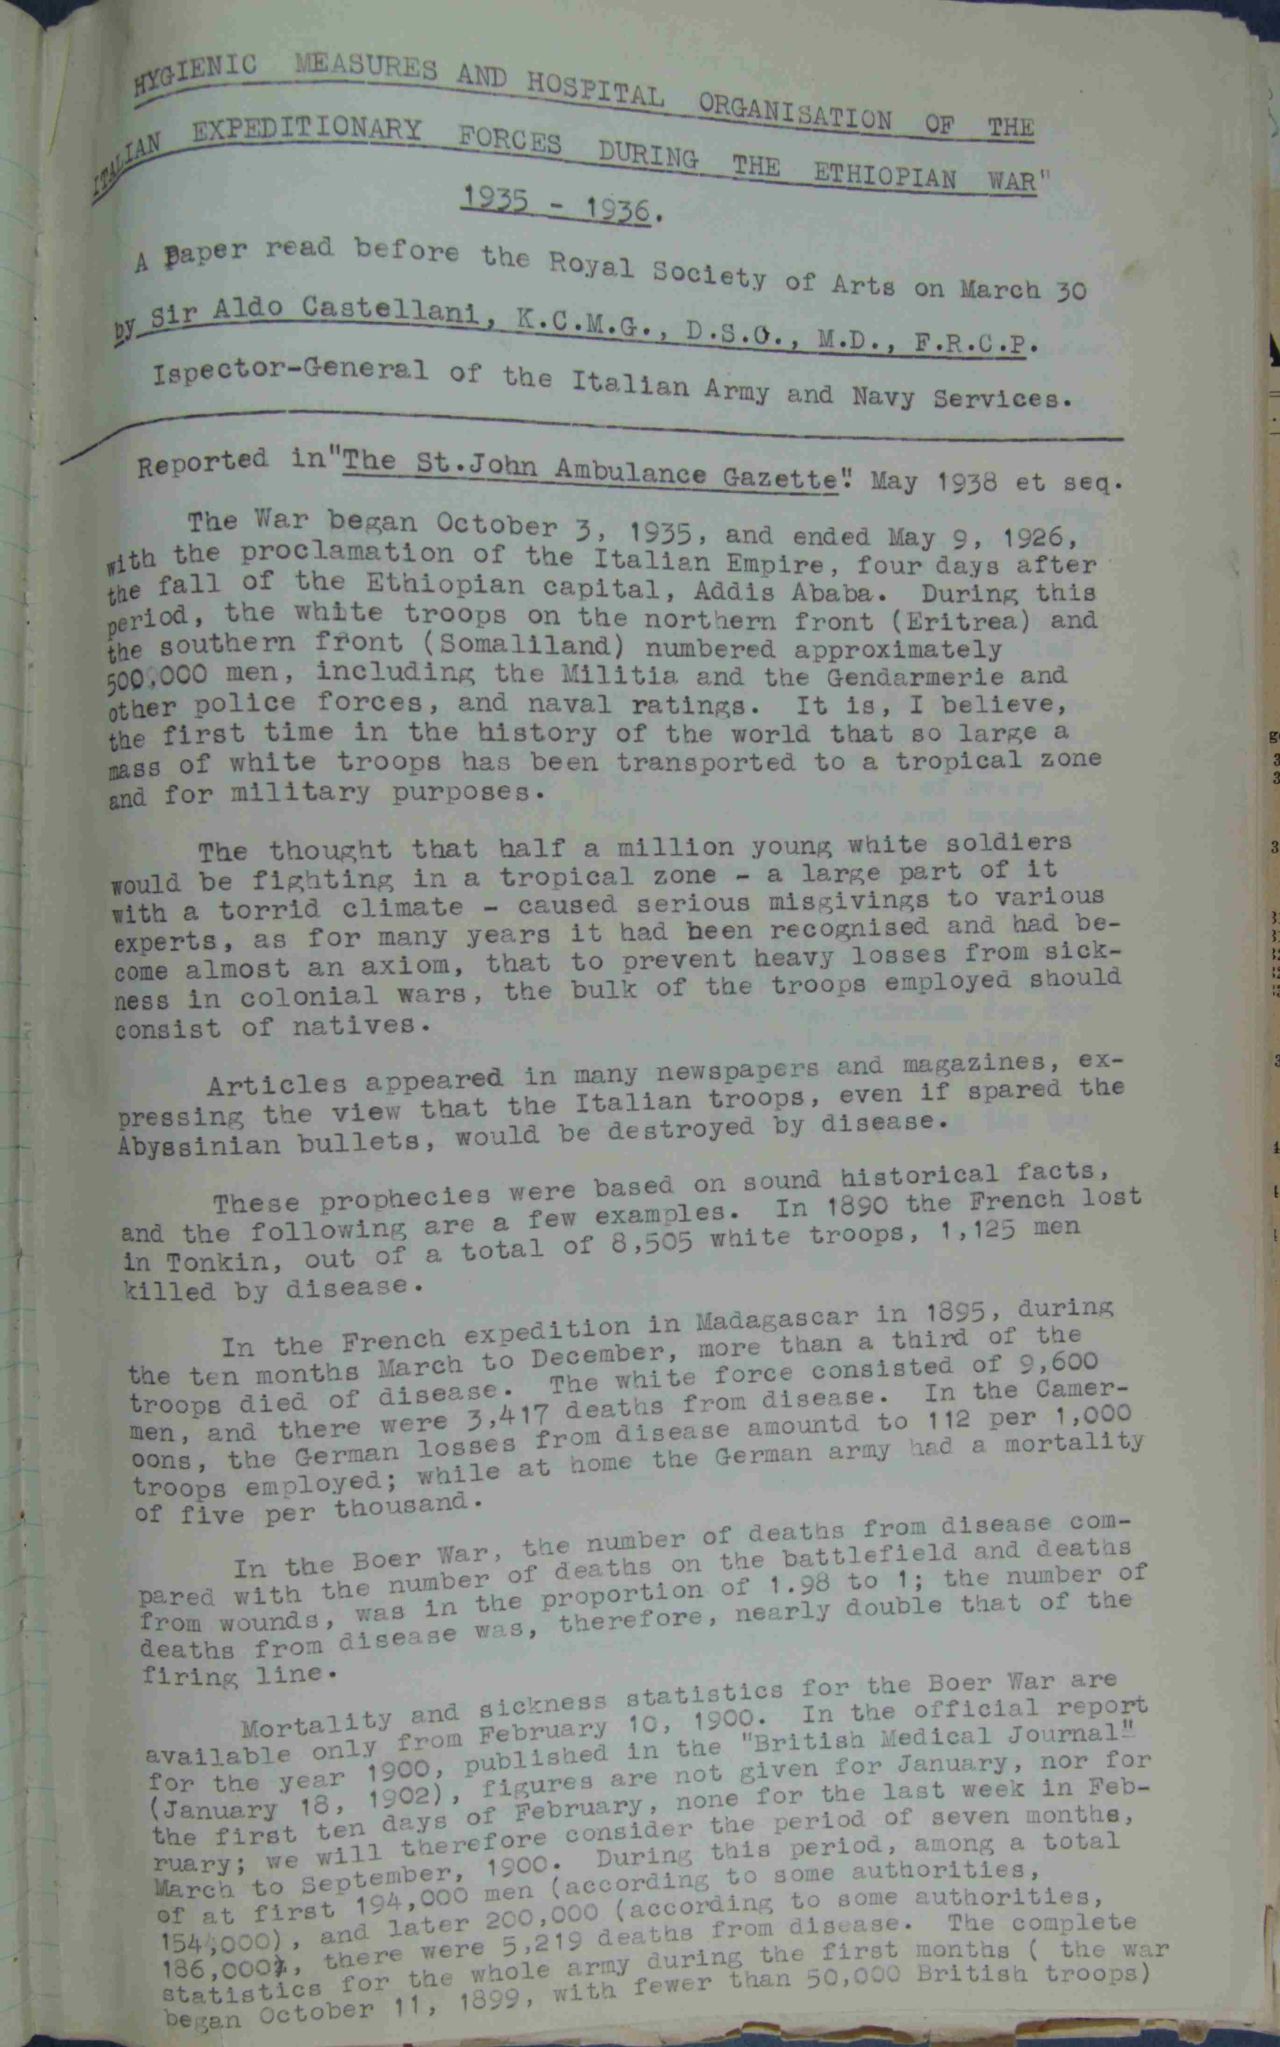 HYGIENIC MEASURES AND HOSPITAL ORGANISATION OF THE
ITALIAN EXPEDITIONARY FORCES DURING THE ETHIOPIAN WAR"
1935 - 1936.
A Paper read before the Royal Society of Arts on March 30
by Sir Aldo Castellani, K.C.M.G., D.S.O., M.D., F.R.C.P.
Ispector-General of the Italian Army and Navy Services.
Reported in "The St.John Ambulance Gazette". May 1938 et seq.
The War began October 3, 1935, and ended May 9, 1926,
with the proclamation of the Italian Empire, four days after
the fall of the Ethiopian capital, Addis Ababa. During this
period, the white troops on the northern front (Eritrea) and
the southern front (Somaliland) numbered approximately
500,000 men, including the Militia and the Gendarmerie and
other police forces, and naval ratings. It is, I believe,
the first time in the history of the world that so large a
mass of white troops has been transported to a tropical zone
and for military purposes.
The thought that half a million young white soldiers
would be fighting in a tropical zone - a large part of it
with a torrid climate - caused serious misgivings to various
experts, as for many years it had been recognised and had be-
come almost an axiom, that to prevent heavy losses from sick-
ness in colonial wars, the bulk of the troops employed should
consist of natives.
Articles appeared in many newspapers and magazines, ex-
pressing the view that the Italian troops, even if spared the
Abyssinian bullets, would be destroyed by disease.
These prophecies were based on sound historical facts,
and the following are a few examples. In 1890 the French lost
in Tonkin, out of a total of 8,505 white troops, 1,125 men
killed by disease.
In the French expedition in Madagascar in 1895, during
the ten months March to December, more than a third of the
troops died of disease. The white force consisted of 9,600
men, and there were 3,417 deaths from disease. In the Camer-
oons, the German losses from disease amountd to 112 per 1,000
troops employed; while at home the German army had a mortality
of five per thousand.
In the Boer War, the number of deaths from disease com-
pared with the number of deaths on the battlefield and deaths
from wounds, was in the proportion of 1.98 to 1; the number of
deaths from disease was, therefore, nearly double that of the
firing line.
Mortality and sickness statistics for the Boer War are
available only from February 10, 1900. In the official report
for the year 1900, published in the "British Medical Journal"
(January 18, 1902), figures are not given for January, nor for
the first ten days of February, none for the last week in Feb-
ruary; we will therefore consider the period of seven months,
March to September, 1900. During this period, among a total
of at first 194,000 men (according to some authorities,
154,000), and later 200,000 (according to some authorities,
186,000), there were 5,219 deaths from disease. The complete
statistics for the whole army during the first months ( the war
began October 11, 1899, with fewer than 50,000 British troops)